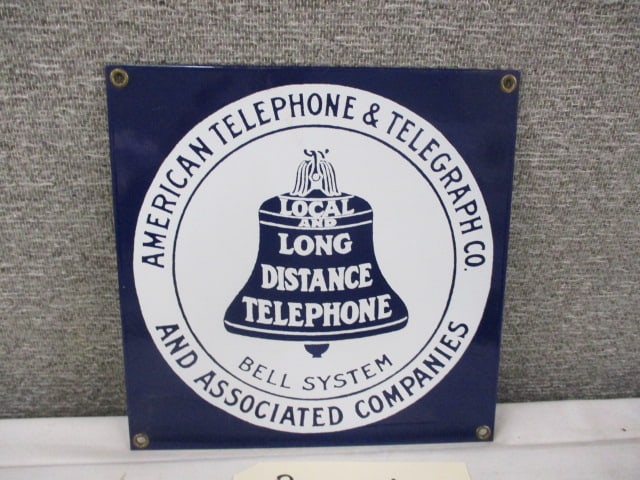 AMERICAN TELEPHONE & TELEGRAPH CO.
LOCAL
AND
LONG
DISTANCE
TELEPHONE
BELL SYSTEM
AND ASSOCIATED COMPANIES